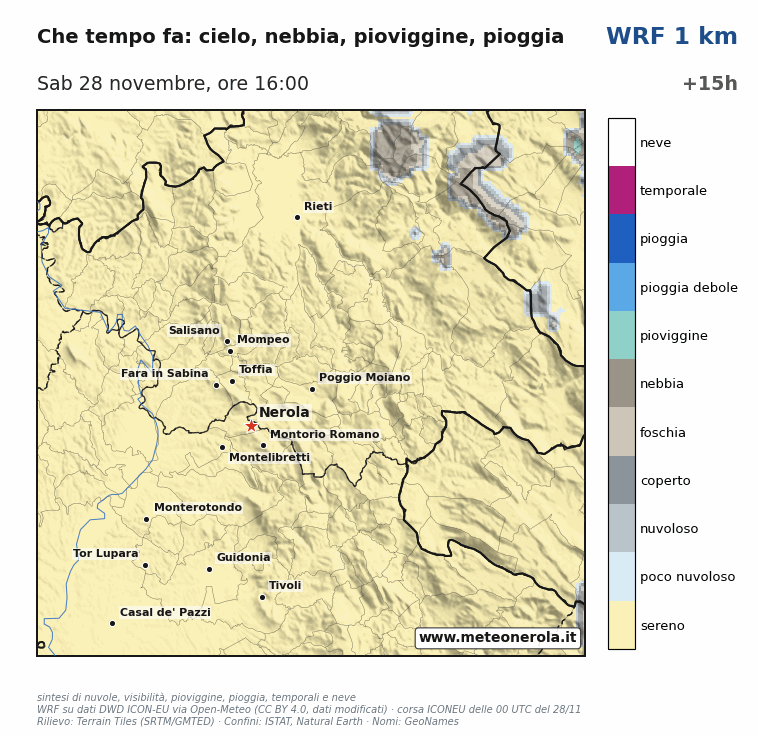 Che tempo fa: cielo, nebbia, pioviggine, pioggia
WRF 1 km
Sab 28 novembre, ore 16:00
+15h
Rieti
Salisano
Mompeo
Fara in Sabina
Toffia
Poggio Moiano
Nerola
Montorio Romano
Montelibretti
Monterotondo
Tor Lupara
Guidonia
Tivoli
Casal de' Pazzi
www.meteonerola.it
neve
temporale
pioggia
pioggia debole
pioviggine
nebbia
foschia
coperto
nuvoloso
poco nuvoloso
sereno
sintesi di nuvole, visibilità, pioviggine, pioggia, temporali e neve
WRF su dati DWD ICON-EU via Open-Meteo (CC BY 4.0, dati modificati) · corsa ICONEU delle 00 UTC del 28/11
Rilievo: Terrain Tiles (SRTM/GMTED) · Confini: ISTAT, Natural Earth · Nomi: GeoNames